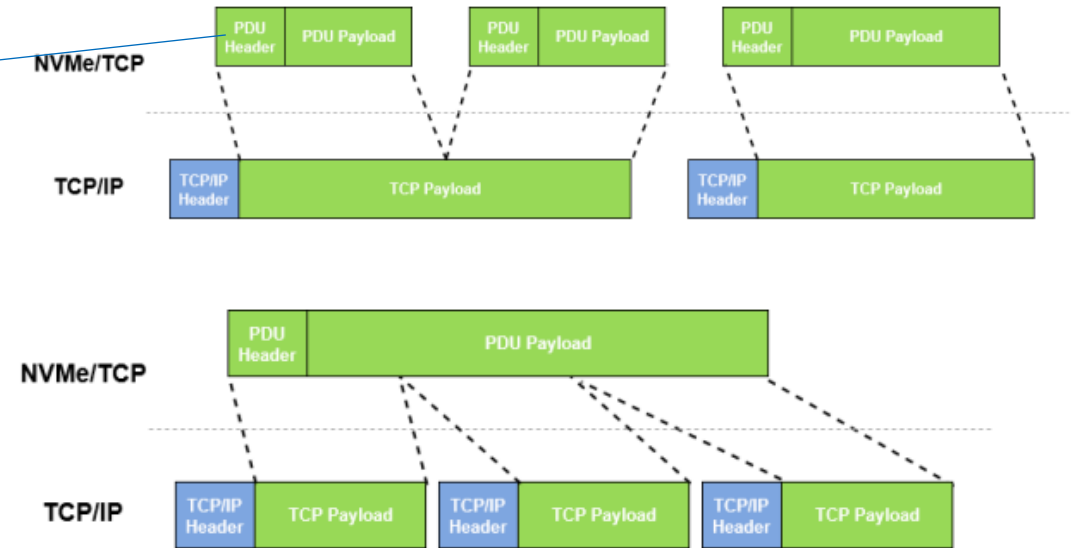 PDU
Header
PDU Payload
PDU
Header
PDU Payload
PDU
Header
PDU Payload
NVMe/TCP
TCP/IP
TCP/IP
Header
TCP Payload
TCP/IP
Header
TCP Payload
NVMe/TCP
PDU
Header
PDU Payload
TCP/IP
TCP/IP
Header
TCP Payload
TCP/IP
Header
TCP Payload
TCP/IP
Header
TCP Payload